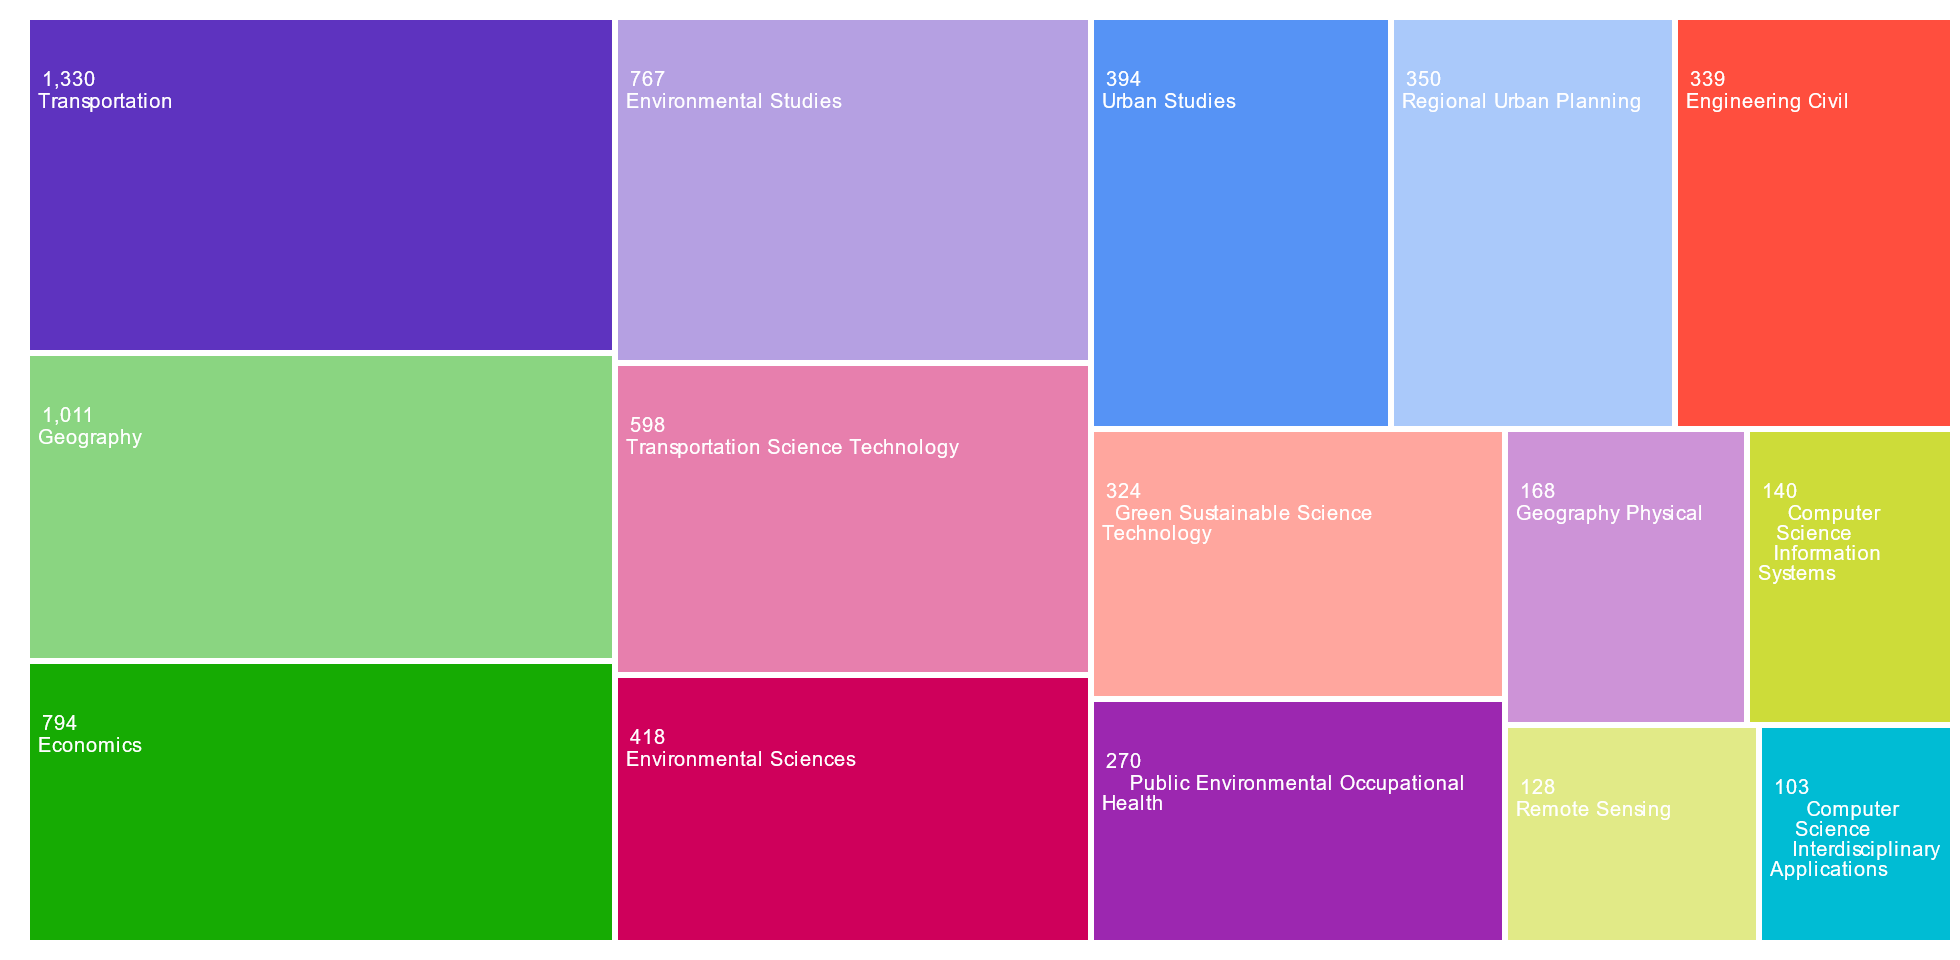 1,330
Transportation
1,011
Geography
794
Economics
767
Environmental Studies
598
Transportation Science Technology
418
Environmental Sciences
394
Urban Studies
350
Regional Urban Planning
339
Engineering Civil
324
Green Sustainable Science
Technology
270
Public Environmental Occupational
Health
168
Geography Physical
140
Computer
Science
Information
Systems
128
Remote Sensing
103
Computer
Science
Interdisciplinary
Applications